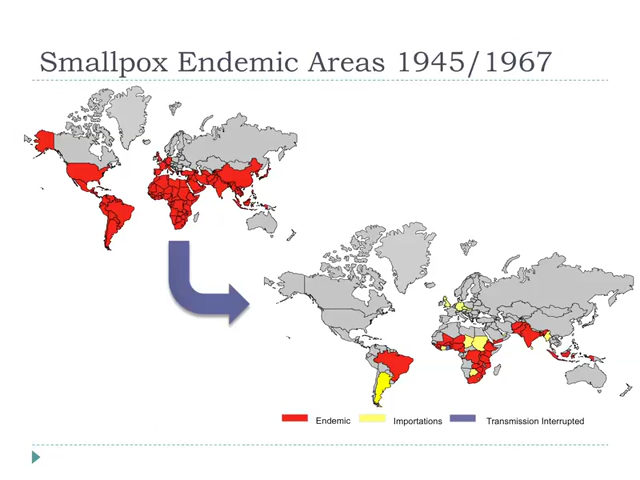 Smallpox Endemic Areas 1945/1967
Endemic Importations Transmission Interrupted